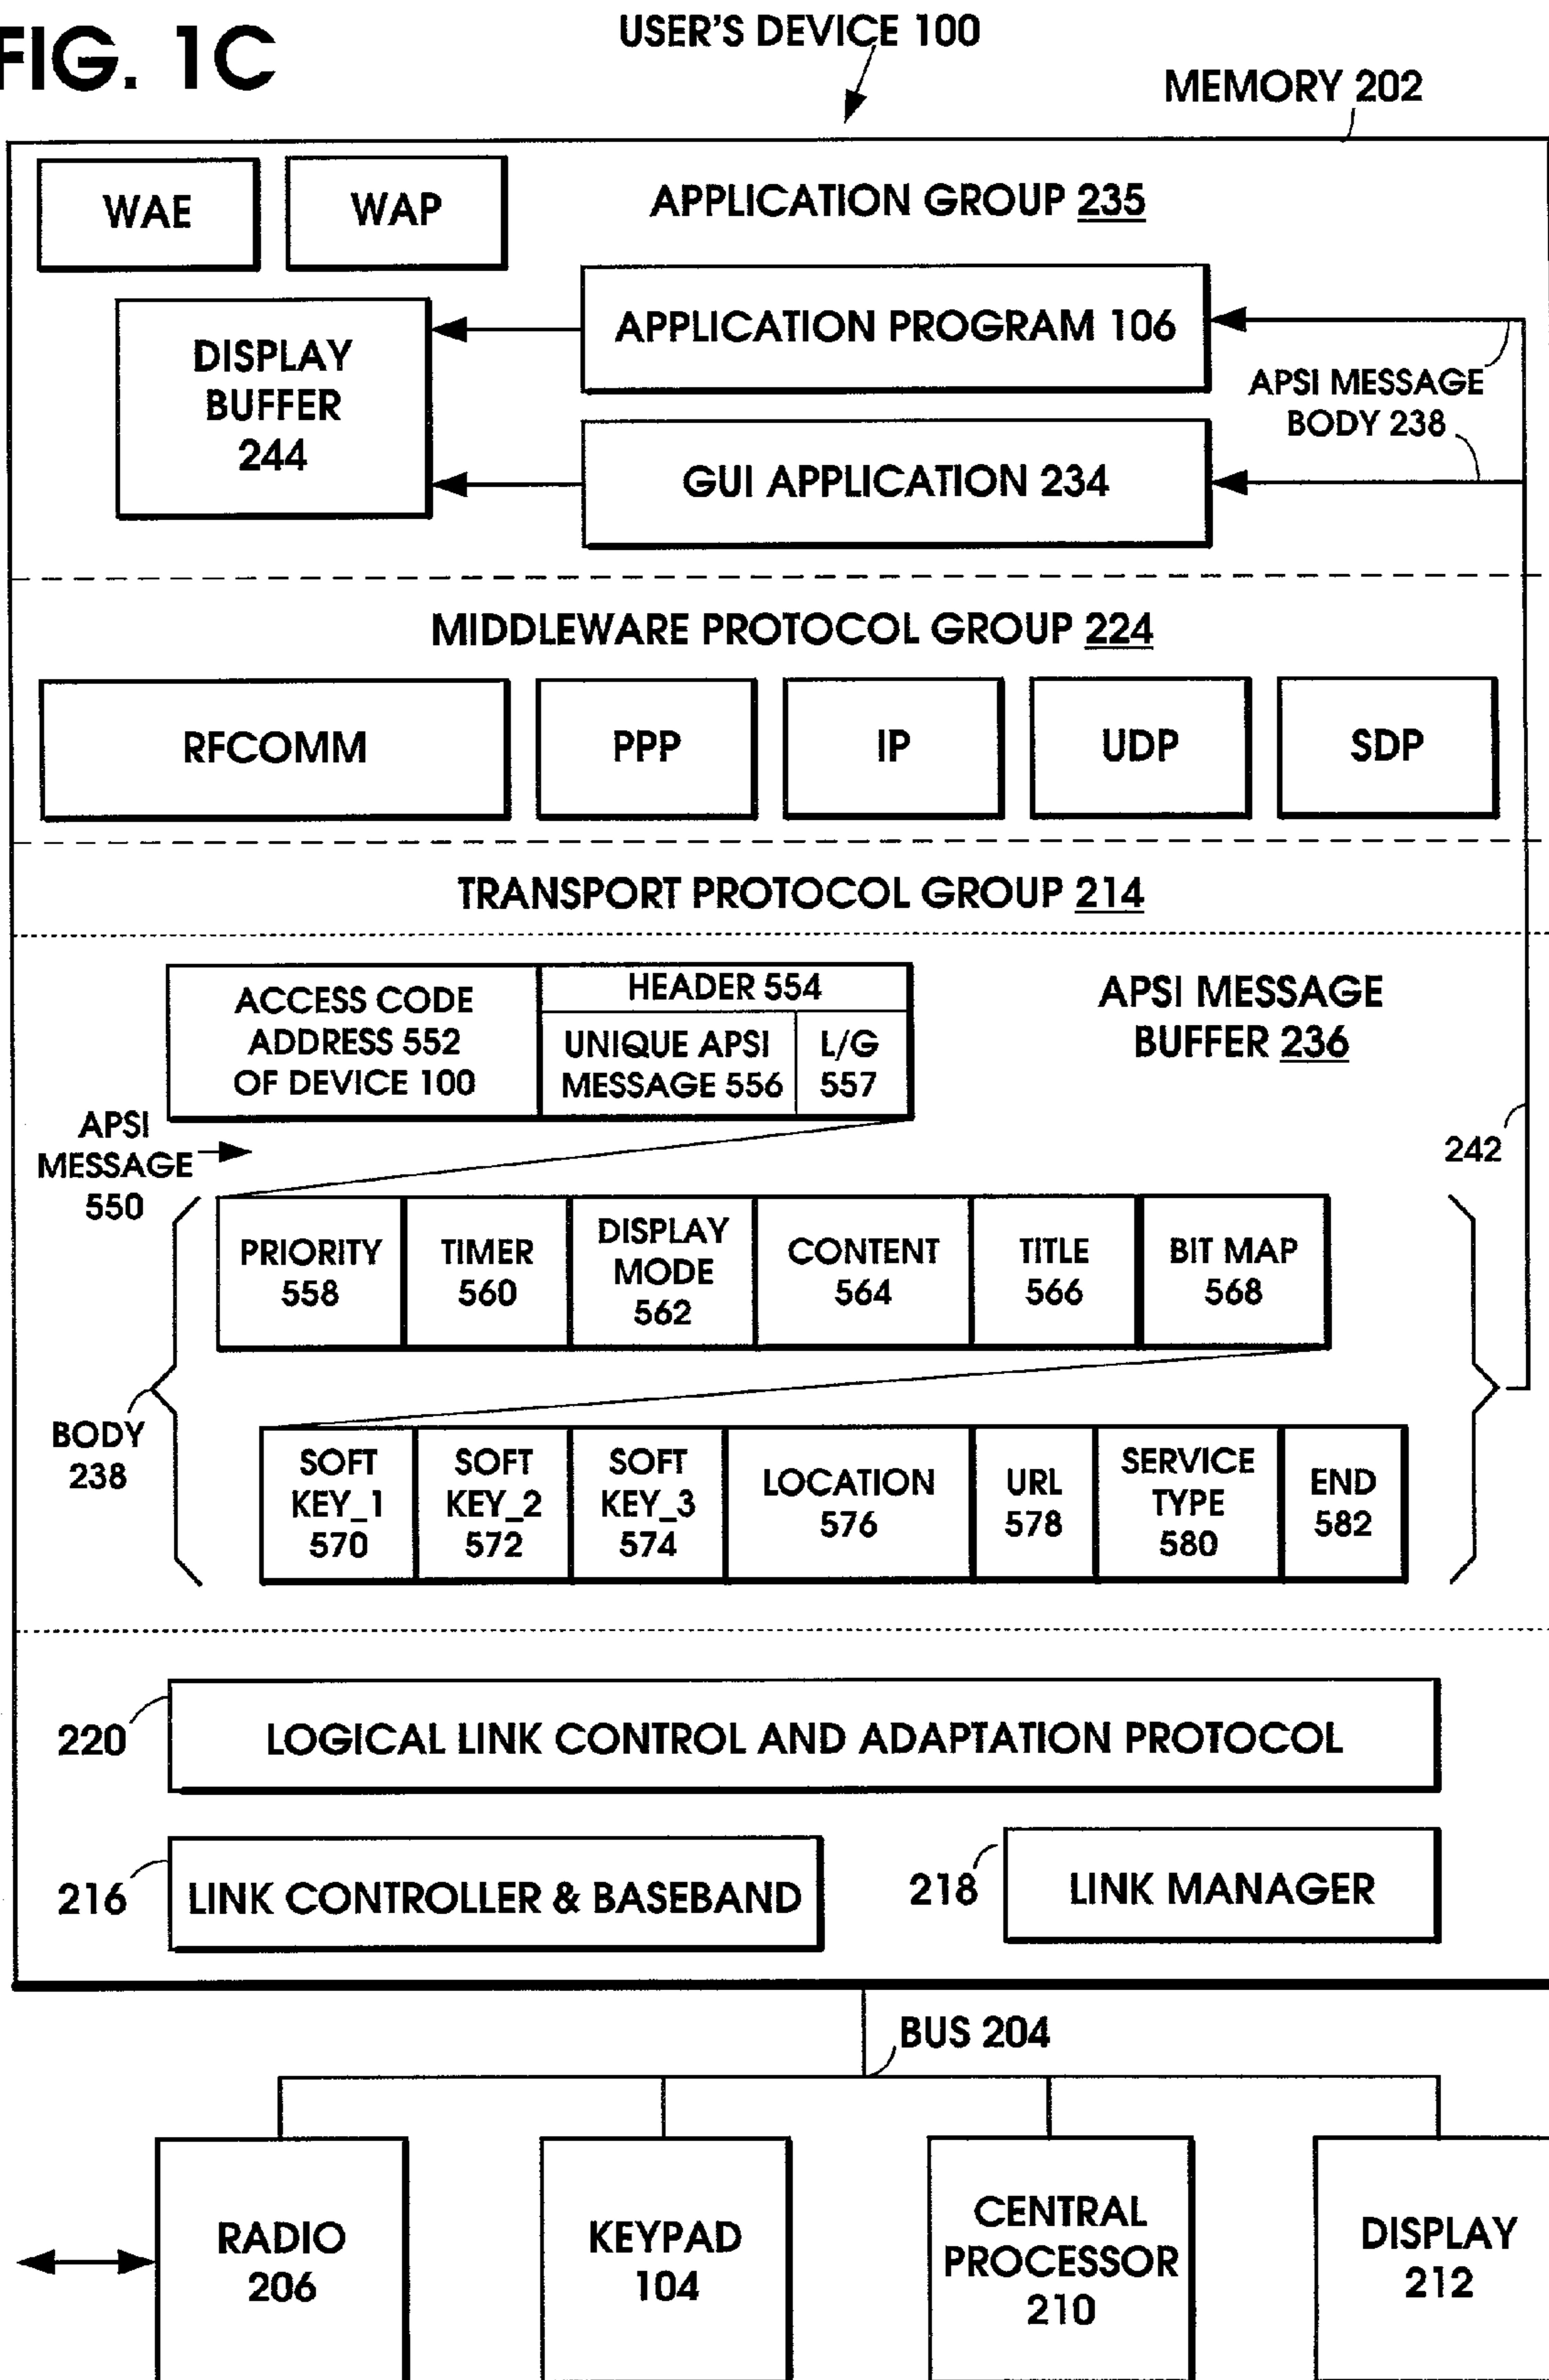 FIG. 1C
USER'S DEVICE 100
MEMORY 202
WAE
WAP
APPLICATION GROUP 235
DISPLAY
BUFFER
244
APPLICATION PROGRAM 106
APSI MESSAGE
BODY 238
GUI APPLICATION 234
MIDDLEWARE PROTOCOL GROUP 224
RFCOMM
PPP
IP
UDP
SDP
TRANSPORT PROTOCOL GROUP 214
ACCESS CODE
ADDRESS 552
OF DEVICE 100
HEADER 554
UNIQUE APSI
MESSAGE 556
L/G
557
APSI MESSAGE
BUFFER 236
APSI
MESSAGE
550
242
PRIORITY
558
TIMER
560
DISPLAY
MODE
562
CONTENT
564
TITLE
566
BIT MAP
568
BODY
238
SOFT
KEY_1
570
SOFT
KEY_2
572
SOFT
KEY_3
574
LOCATION
576
URL
578
SERVICE
TYPE
580
END
582
220
LOGICAL LINK CONTROL AND ADAPTATION PROTOCOL
216
LINK CONTROLLER & BASEBAND
218
LINK MANAGER
BUS 204
RADIO
206
KEYPAD
104
CENTRAL
PROCESSOR
210
DISPLAY
212